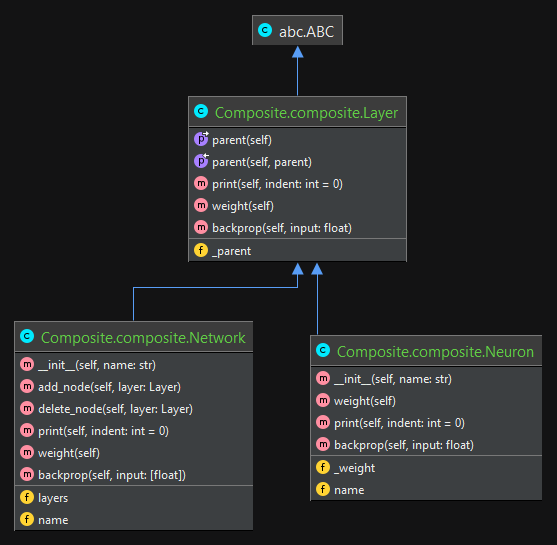 C abc.ABC
C Composite.composite.Layer
p parent(self)
p parent(self, parent)
m print(self, indent: int = 0)
m weight(self)
m backprop(self, input: float)
f _parent
C Composite.composite.Network
m __init__(self, name: str)
m add_node(self, layer: Layer)
m delete_node(self, layer: Layer)
m print(self, indent: int = 0)
m weight(self)
m backprop(self, input: [float])
f layers
f name
C Composite.composite.Neuron
m __init__(self, name: str)
m weight(self)
m print(self, indent: int = 0)
m backprop(self, input: float)
f _weight
f name